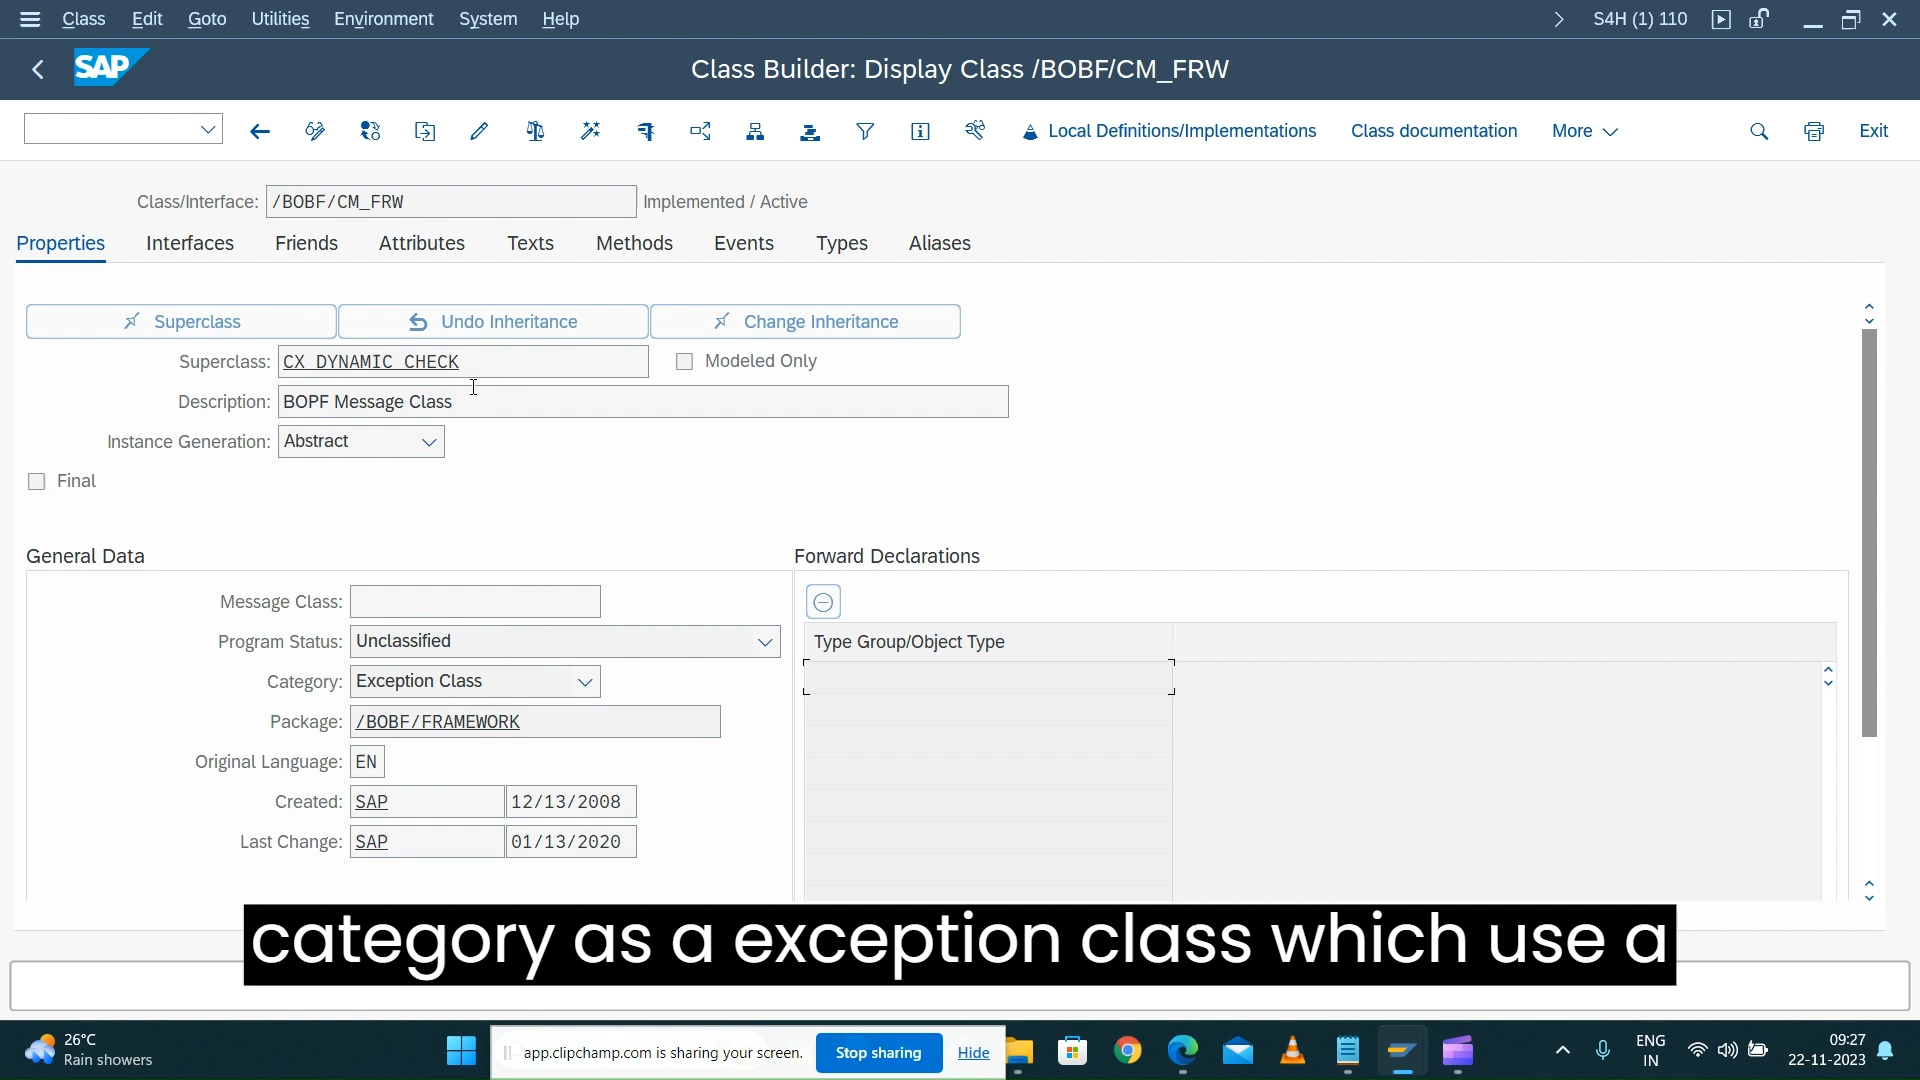 Class Edit Goto Utilities Environment System Help S4H (1) 110
SAP Class Builder: Display Class /BOBF/CM_FRW
Local Definitions/Implementations Class documentation More Exit
Class/Interface: /BOBF/CM_FRW Implemented / Active
Properties Interfaces Friends Attributes Texts Methods Events Types Aliases
Superclass Undo Inheritance Change Inheritance
Superclass: CX_DYNAMIC_CHECK Modeled Only
Description: BOPF Message Class
Instance Generation: Abstract
Final
General Data Forward Declarations
Message Class:
Type Group/Object Type
Program Status: Unclassified
Category: Exception Class
Package: /BOBF/FRAMEWORK
Original Language: EN
Created: SAP 12/13/2008
Last Change: SAP 01/13/2020
category as a exception class which use a
26°C
Rain showers
app.clipchamp.com is sharing your screen. Stop sharing Hide
ENG
IN
09:27
22-11-2023